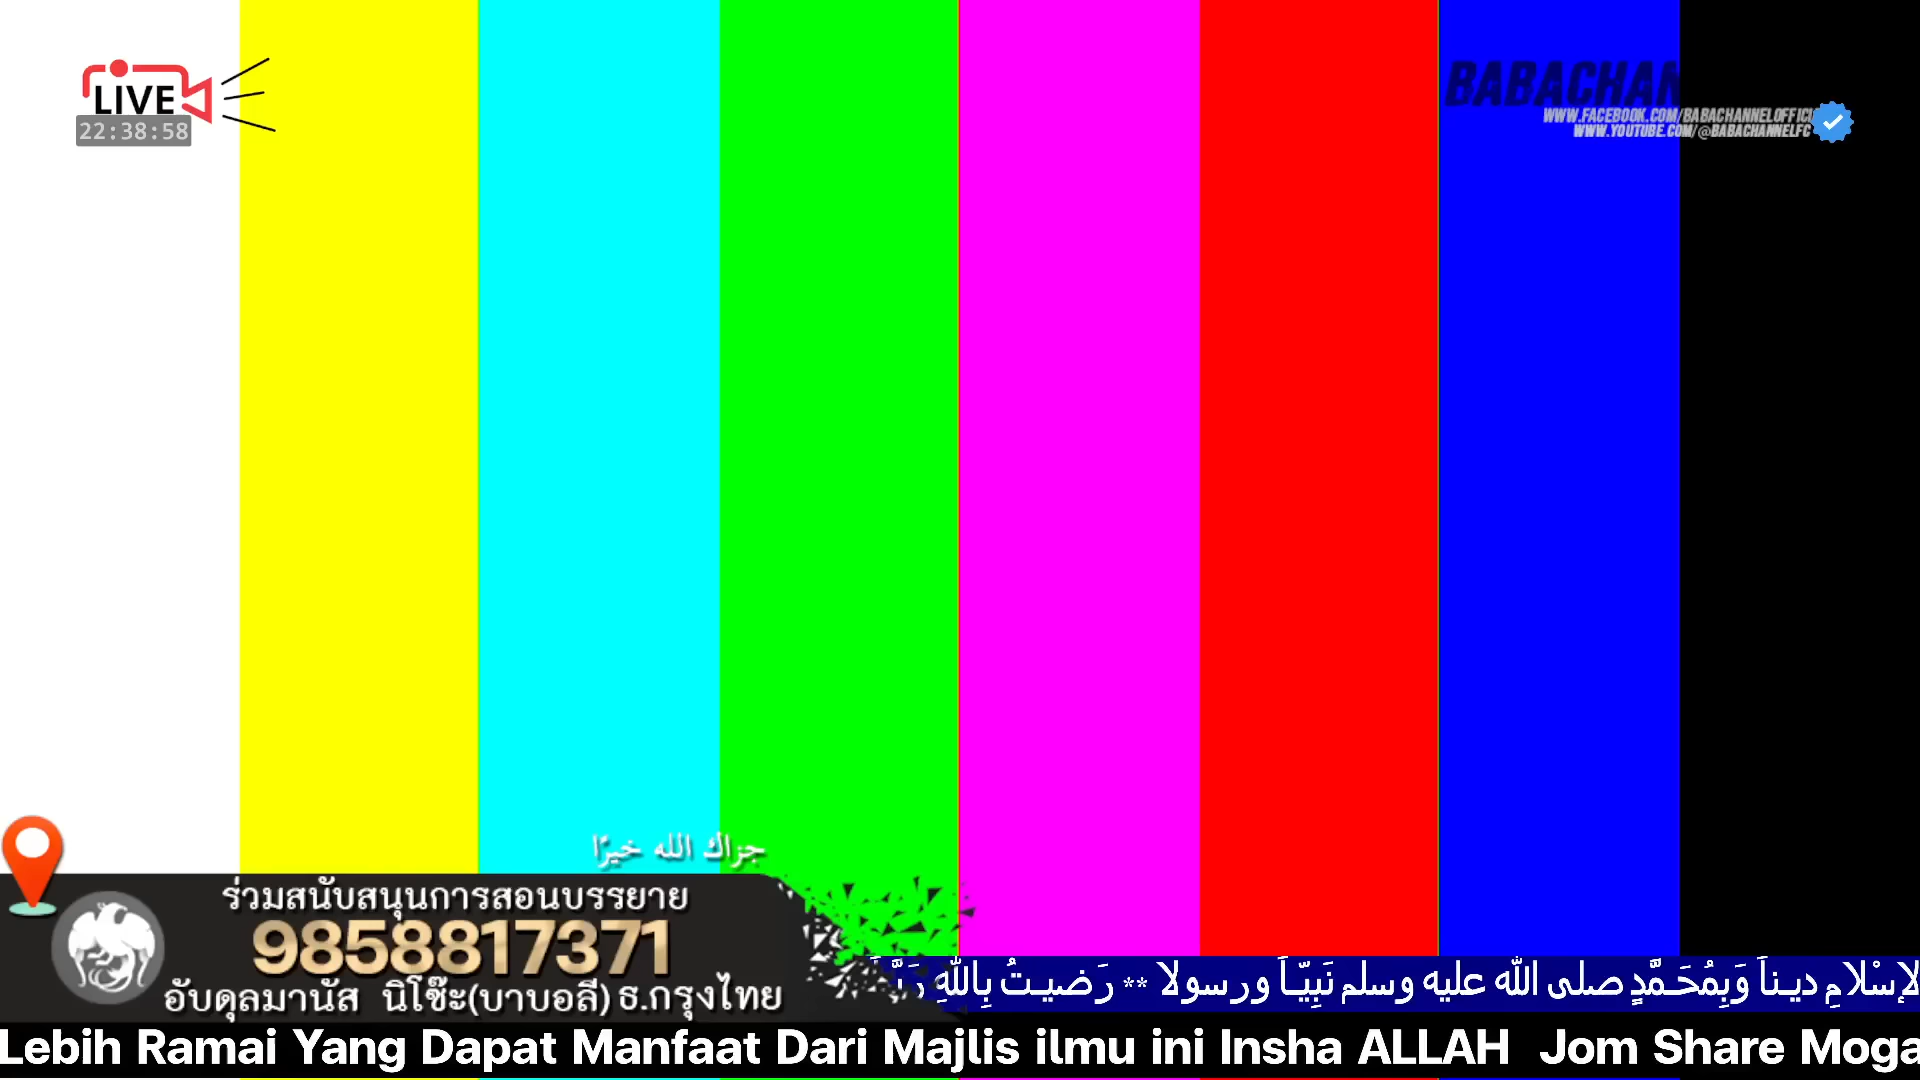 LIVE
22:38:58
BABACHAN
WWW.FACEBOOK.COM/BABACHANNELOFFICI
WWW.YOUTUBE.COM/@BABACHANNELFC
جزاك الله خيرًا
ร่วมสนับสนุนการสอนบรรยาย
9858817371
อับดุลมานัส นิโซ๊ะ(บาบอลี) ธ.กรุงไทย
لإسْلامِ ديـناً وَبِمُحَـمَّدٍ صلى الله عليه وسلم نَبِيّـاً ورسولا ** رَضيـتُ بِاللهِ رَبَّـ
Lebih Ramai Yang Dapat Manfaat Dari Majlis ilmu ini Insha ALLAH Jom Share Moga